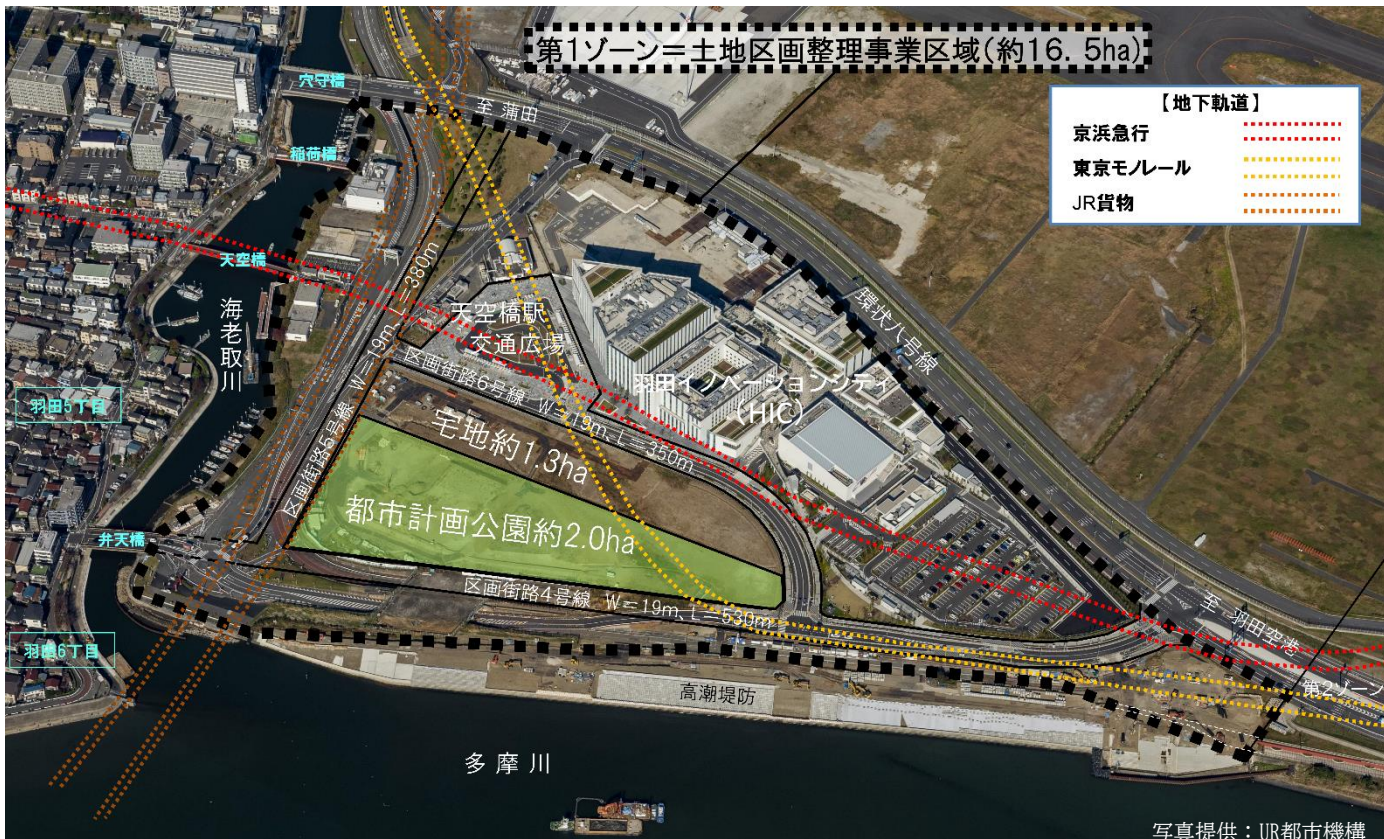 第1ゾーン=土地区画整理事業区域(約16.5ha)
【地下軌道】
京浜急行
東京モノレール
JR貨物
穴守橋
至 蒲田
稲荷橋
天空橋
海老取川
区画街路5号線 W=19m、L=380m
天空橋駅
交通広場
環状八号線
羽田イノベーションシティ
(HIC)
区画街路6号線 W=19m、L=350m
羽田5丁目
宅地約1.3ha
都市計画公園約2.0ha
弁天橋
区画街路4号線 W=19m、L=530m
至 羽田空港
羽田6丁目
第2ゾーン
高潮堤防
多摩川
写真提供:UR都市機構